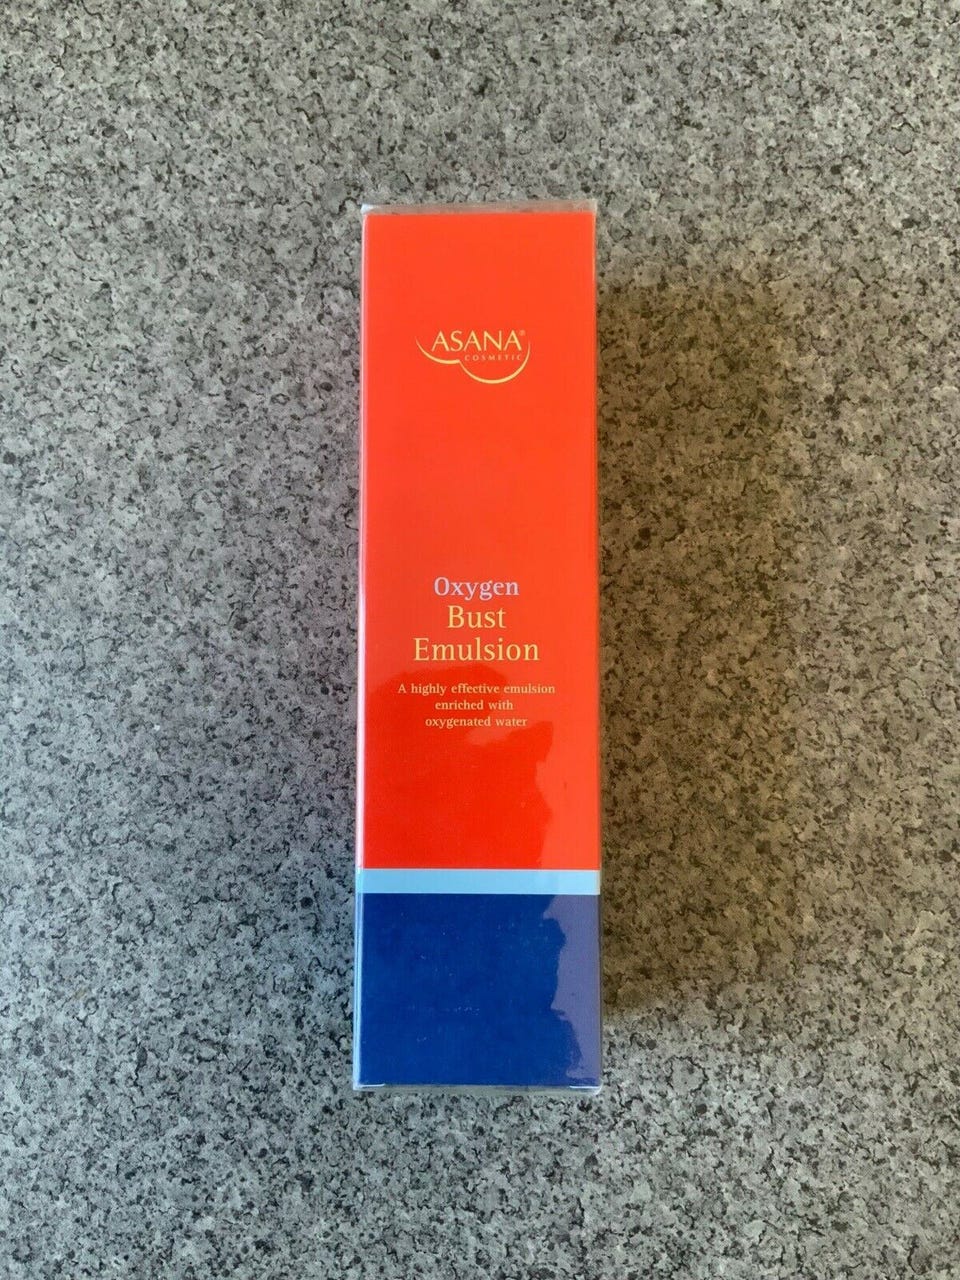 ASANA®
COSMETIC
Oxygen
Bust
Emulsion
A highly effective emulsion
enriched with
oxygenated water